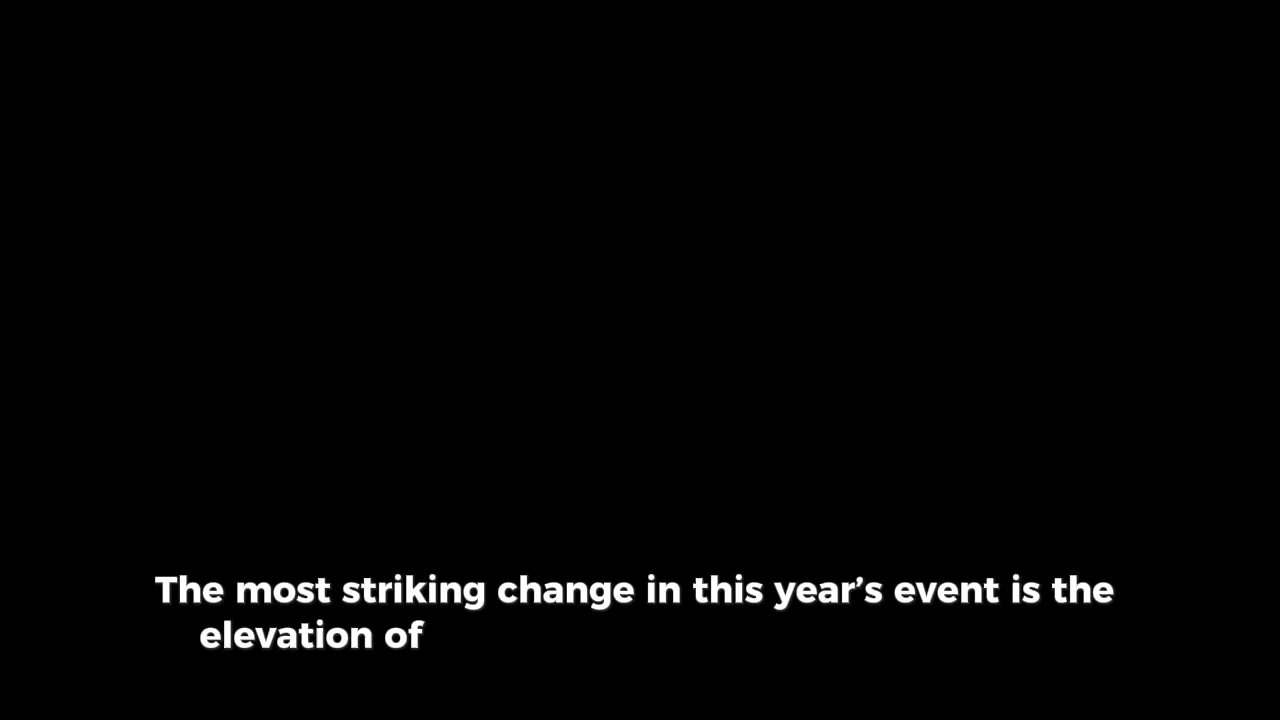 The most striking change in this year’s event is the
elevation of